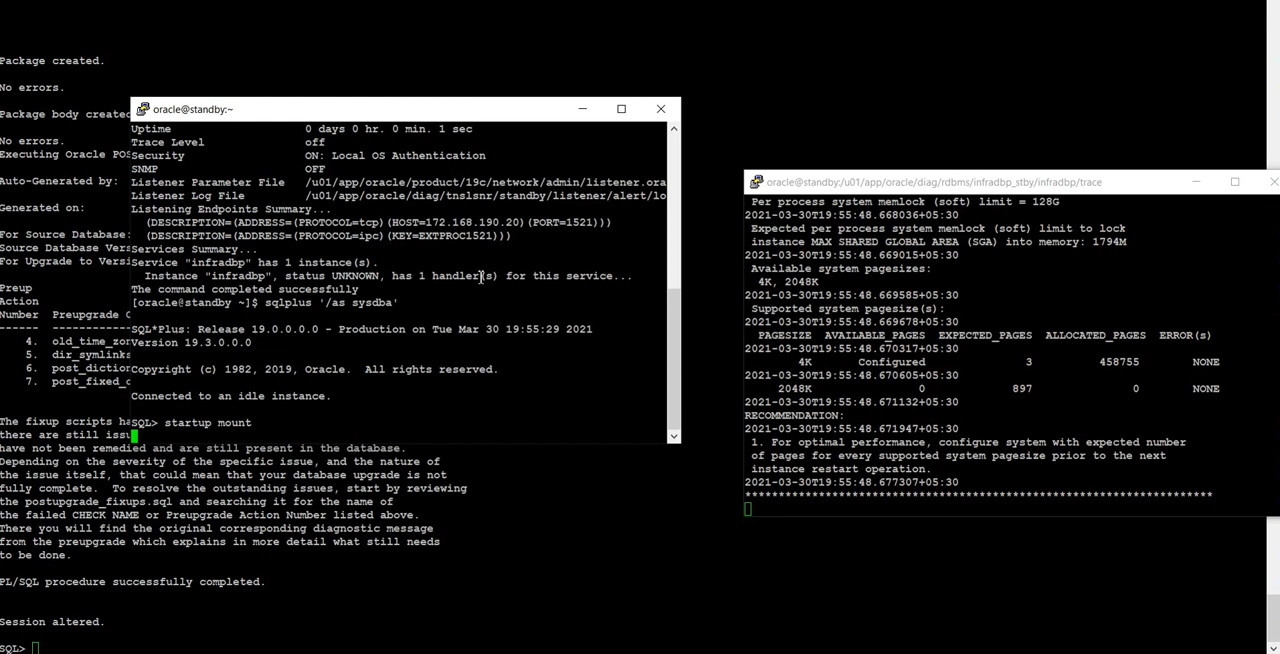 Package created.
No errors.
Package body create
No errors.
Executing Oracle POS
Auto-Generated by:
Generated on:
For Source Database:
Source Database Vers
For Upgrade to Versi
Preup
Action
Number    Preupgrade C
------    ------------
4.  old_time_zon
5.  dir_symlinks
6.  post_diction
7.  post_fixed_o
The fixup scripts ha
there are still issu
have not been remedied and are still present in the database.
Depending on the severity of the specific issue, and the nature of
the issue itself, that could mean that your database upgrade is not
fully complete.  To resolve the outstanding issues, start by reviewing
the postupgrade_fixups.sql and searching it for the name of
the failed CHECK NAME or Preupgrade Action Number listed above.
There you will find the original corresponding diagnostic message
from the preupgrade which explains in more detail what still needs
to be done.
PL/SQL procedure successfully completed.
Session altered.
SQL>
oracle@standby:~
Uptime                    0 days 0 hr. 0 min. 1 sec
Trace Level               off
Security                  ON: Local OS Authentication
SNMP                      OFF
Listener Parameter File   /u01/app/oracle/product/19c/network/admin/listener.ora
Listener Log File         /u01/app/oracle/diag/tnslsnr/standby/listener/alert/lo
Listening Endpoints Summary...
(DESCRIPTION=(ADDRESS=(PROTOCOL=tcp)(HOST=172.168.190.20)(PORT=1521)))
(DESCRIPTION=(ADDRESS=(PROTOCOL=ipc)(KEY=EXTPROC1521)))
Services Summary...
Service "infradbp" has 1 instance(s).
Instance "infradbp", status UNKNOWN, has 1 handler(s) for this service...
The command completed successfully
[oracle@standby ~]$ sqlplus '/as sysdba'
SQL*Plus: Release 19.0.0.0.0 - Production on Tue Mar 30 19:55:29 2021
Version 19.3.0.0.0
Copyright (c) 1982, 2019, Oracle.  All rights reserved.
Connected to an idle instance.
SQL> startup mount
oracle@standby:/u01/app/oracle/diag/rdbms/infradbp_stby/infradbp/trace
Per process system memlock (soft) limit = 128G
2021-03-30T19:55:48.668036+05:30
Expected per process system memlock (soft) limit to lock
instance MAX SHARED GLOBAL AREA (SGA) into memory: 1794M
2021-03-30T19:55:48.669015+05:30
Available system pagesizes:
4K, 2048K
2021-03-30T19:55:48.669585+05:30
Supported system pagesize(s):
2021-03-30T19:55:48.669678+05:30
PAGESIZE  AVAILABLE_PAGES  EXPECTED_PAGES  ALLOCATED_PAGES  ERROR(s)
2021-03-30T19:55:48.670317+05:30
4K       Configured               3          458755        NONE
2021-03-30T19:55:48.670605+05:30
2048K                0             897               0        NONE
2021-03-30T19:55:48.671132+05:30
RECOMMENDATION:
2021-03-30T19:55:48.671947+05:30
1. For optimal performance, configure system with expected number
of pages for every supported system pagesize prior to the next
instance restart operation.
2021-03-30T19:55:48.677307+05:30
**********************************************************************